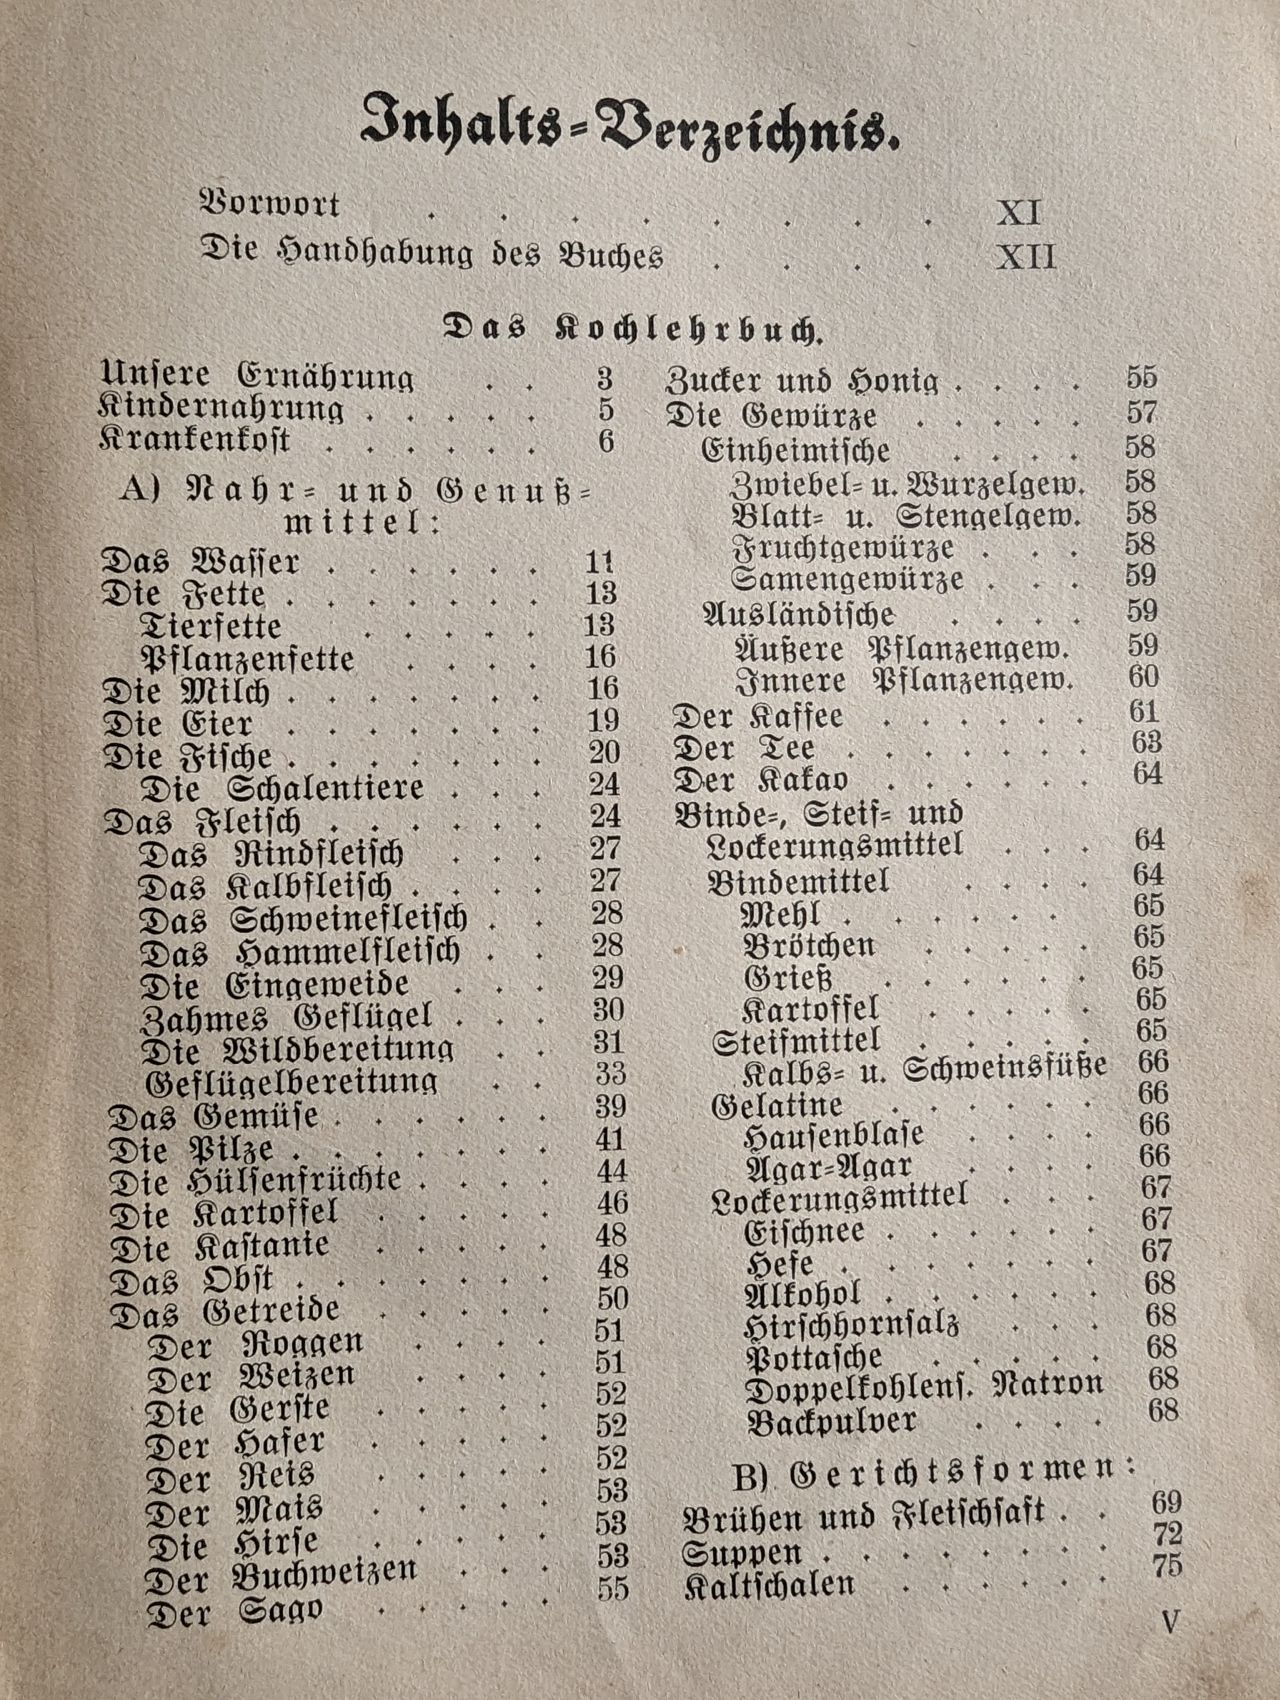 Inhalts-Verzeichnis.
Vorwort . . . . . . . . XI
Die Handhabung des Buches . . . . XII
Das Kochlehrbuch.
Unsere Ernährung . . 3
Kindernahrung . . . . . 5
Krankenkost . . . . . . 6
A) Nahr- und Genuß-
mittel:
Das Wasser . . . . . . 11
Die Fette . . . . . . . 13
Tierfette . . . . . 13
Pflanzenfette . . . . 16
Die Milch . . . . . . . 16
Die Eier . . . . . . . 19
Die Fische . . . . . . . 20
Die Schalentiere . . . 24
Das Fleisch . . . . . . 24
Das Rindfleisch . . . 27
Das Kalbfleisch . . . . 27
Das Schweinefleisch . . 28
Das Hammelfleisch . . 28
Die Eingeweide . . . 29
Zahmes Geflügel . . . 30
Die Wildbereitung . . 31
Geflügelbereitung . . 33
Das Gemüse . . . . . . 39
Die Pilze . . . . . . . 41
Die Hülsenfrüchte . . . . 44
Die Kartoffel . . . . . 46
Die Kastanie . . . . . 48
Das Obst . . . . . . . 48
Das Getreide . . . . . 50
Der Roggen . . . . 51
Der Weizen . . . . 51
Die Gerste . . . . . 52
Der Hafer . . . . . 52
Der Reis . . . . . 52
Der Mais . . . . . 53
Die Hirse . . . . . 53
Der Buchweizen . . . 53
Der Sago . . . . . 55
Zucker und Honig . . . . 55
Die Gewürze . . . . . 57
Einheimische . . . . 58
Zwiebel- u. Wurzelgew. 58
Blatt- u. Stengelgew. 58
Fruchtgewürze . . . 58
Samengewürze . . . 59
Ausländische . . . . 59
Äußere Pflanzengew. 59
Innere Pflanzengew. 60
Der Kaffee . . . . . . 61
Der Tee . . . . . . . 63
Der Kakao . . . . . . 64
Binde-, Steif- und
Lockerungsmittel . . . 64
Bindemittel . . . . 64
Mehl . . . . . . 65
Brötchen . . . . . 65
Grieß . . . . . . 65
Kartoffel . . . . . 65
Steifmittel . . . . . 65
Kalbs- u. Schweinsfüße 66
Gelatine . . . . . . 66
Hausenblase . . . . 66
Agar-Agar . . . . 66
Lockerungsmittel . . . 67
Eischnee . . . . . . 67
Hefe . . . . . . . 67
Alkohol . . . . . . 68
Hirschhornsalz . . . 68
Pottasche . . . . . 68
Doppelkohlens. Natron 68
Backpulver . . . . 68
B) Gerichtsformen:
Brühen und Fleischsaft . . 69
Suppen . . . . . . . . 72
Kaltschalen . . . . . . 75
V